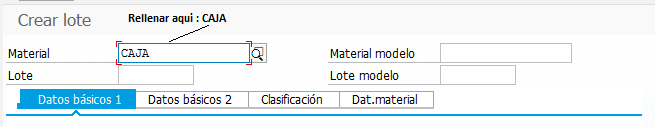 Crear lote
Rellenar aqui : CAJA
Material CAJA Material modelo
Lote Lote modelo
Datos básicos 1 Datos básicos 2 Clasificación Dat.material